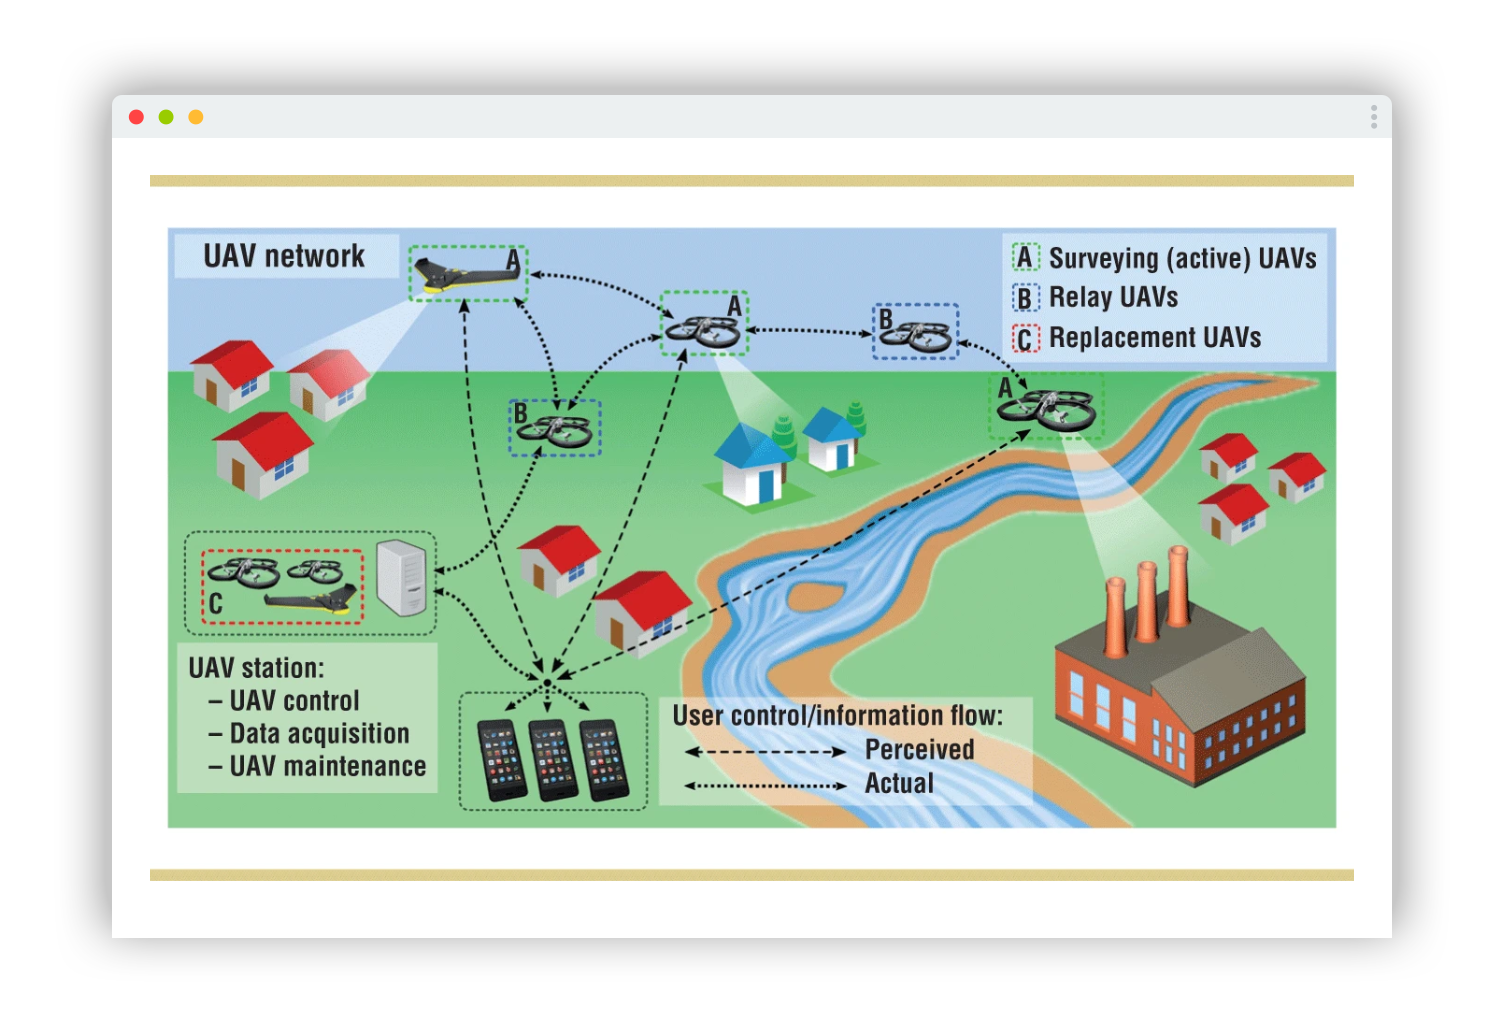 UAV network
A
A
B
A Surveying (active) UAVs
B Relay UAVs
C Replacement UAVs
A
B
C
UAV station:
– UAV control
– Data acquisition
– UAV maintenance
User control/information flow:
Perceived
Actual